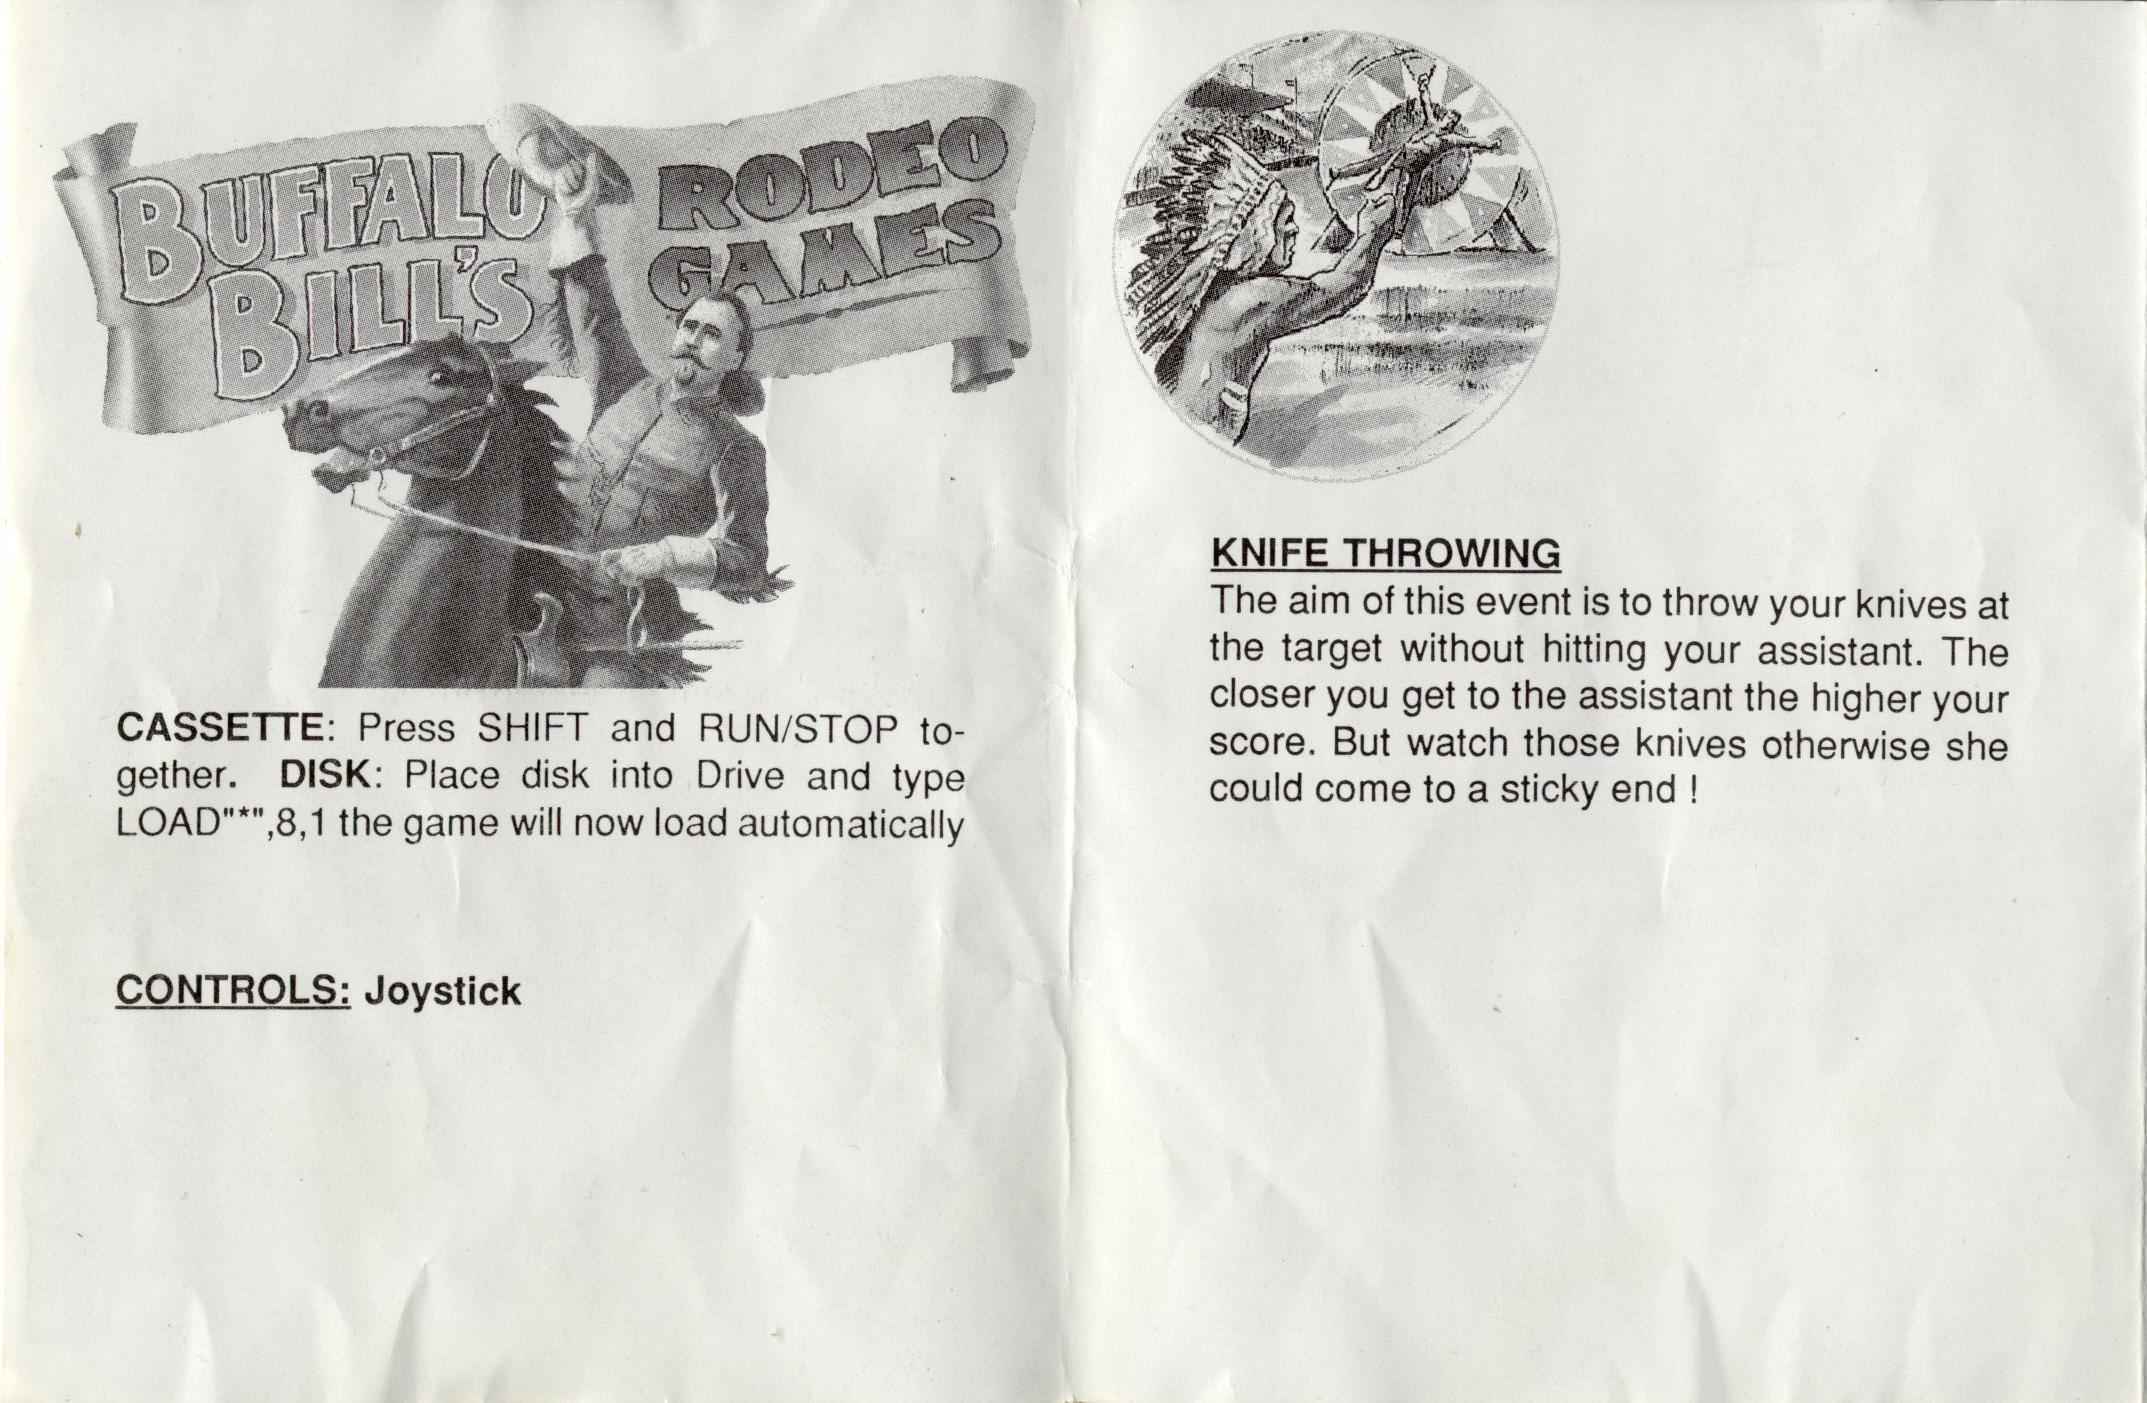 BUFFALO
BILL'S
RODEO
GAMES
CASSETTE: Press SHIFT and RUN/STOP to-
gether. DISK: Place disk into Drive and type
LOAD"*",8,1 the game will now load automatically
CONTROLS: Joystick
KNIFE THROWING
The aim of this event is to throw your knives at
the target without hitting your assistant. The
closer you get to the assistant the higher your
score. But watch those knives otherwise she
could come to a sticky end !